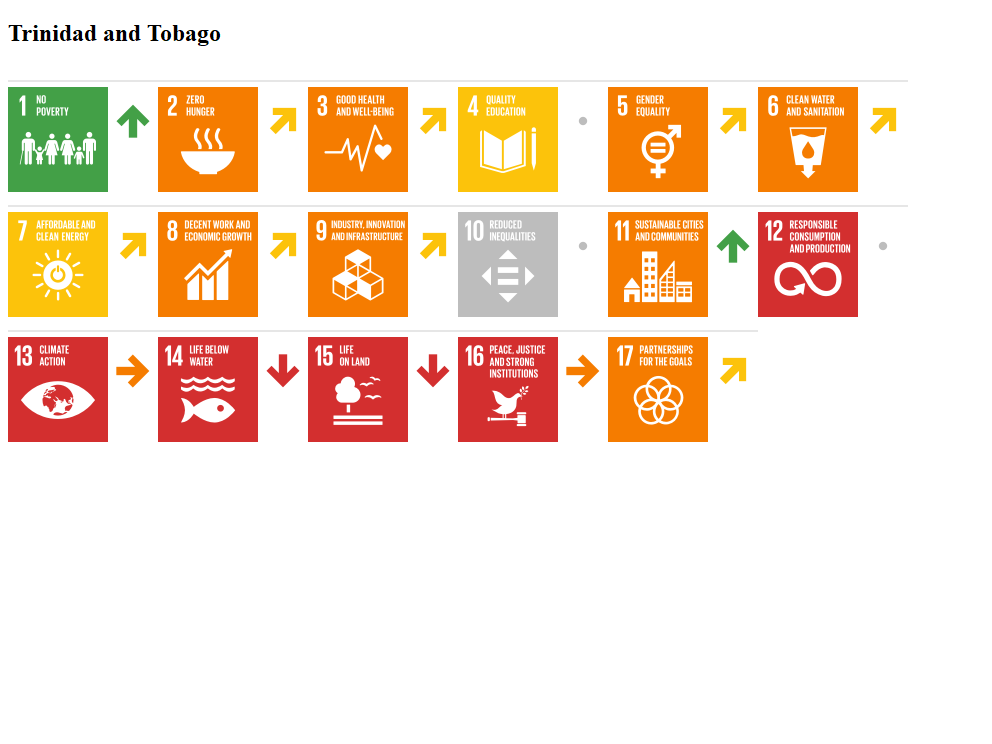 Trinidad and Tobago
1 NO
POVERTY
2 ZERO
HUNGER
3 GOOD HEALTH
AND WELL-BEING
4 QUALITY
EDUCATION
5 GENDER
EQUALITY
6 CLEAN WATER
AND SANITATION
7 AFFORDABLE AND
CLEAN ENERGY
8 DECENT WORK AND
ECONOMIC GROWTH
9 INDUSTRY, INNOVATION
AND INFRASTRUCTURE
10 REDUCED
INEQUALITIES
11 SUSTAINABLE CITIES
AND COMMUNITIES
12 RESPONSIBLE
CONSUMPTION
AND PRODUCTION
13 CLIMATE
ACTION
14 LIFE BELOW
WATER
15 LIFE
ON LAND
16 PEACE, JUSTICE
AND STRONG
INSTITUTIONS
17 PARTNERSHIPS
FOR THE GOALS